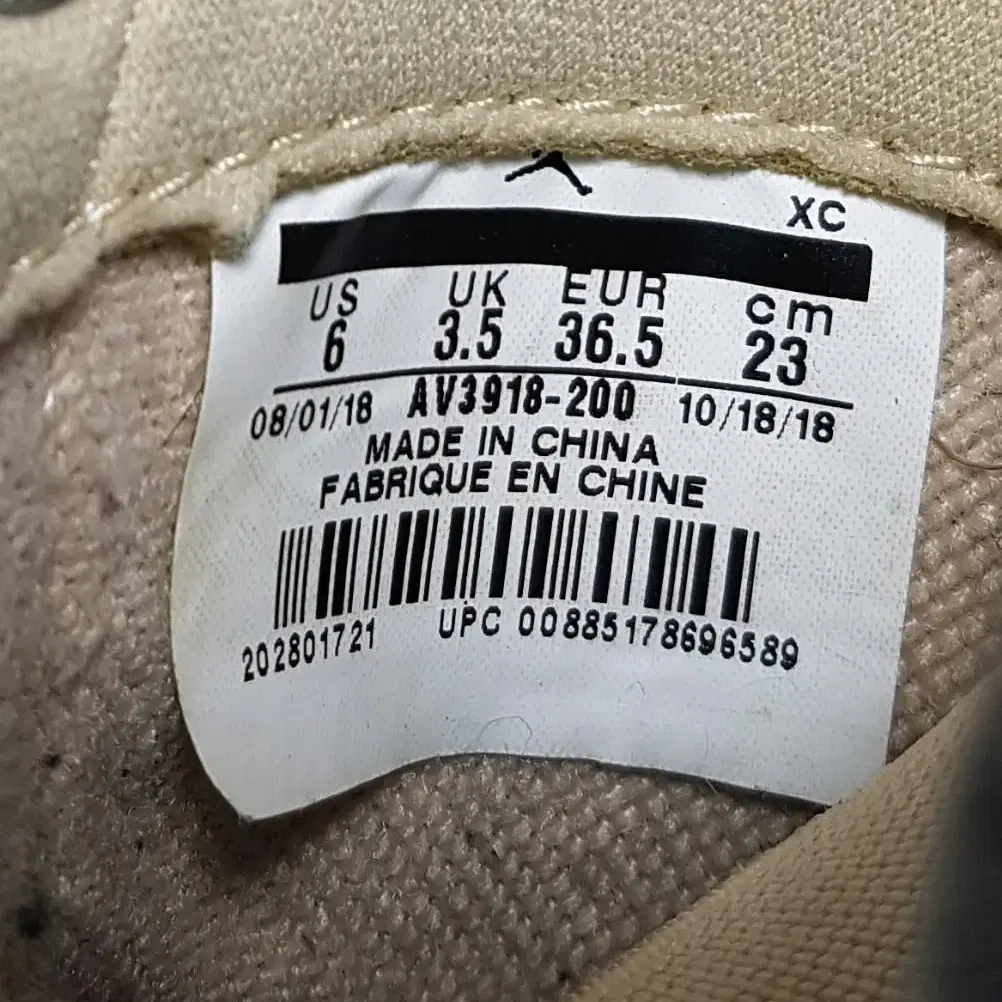 XC
US UK EUR cm
6 3.5 36.5 23
08/01/18 AV3918-200 10/18/18
MADE IN CHINA
FABRIQUE EN CHINE
202801721 UPC 00885178696589